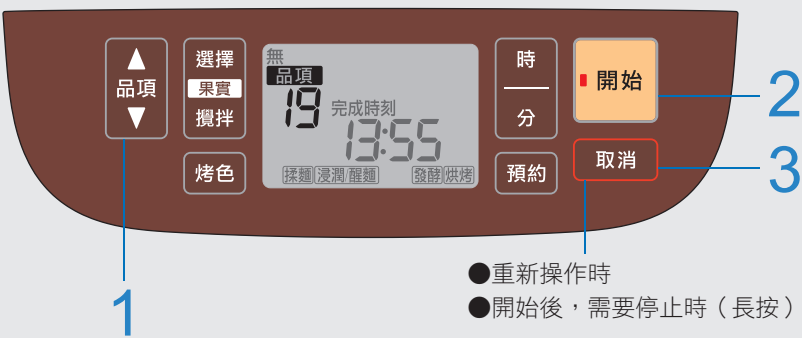 ▲
品項
▼
選擇
果實
攪拌
烤色
無
品項
19
完成時刻
13:55
揉麵 浸潤/醒麵 發酵 烘烤
時
分
預約
開始
取消
1
2
3
●重新操作時
●開始後，需要停止時（長按）